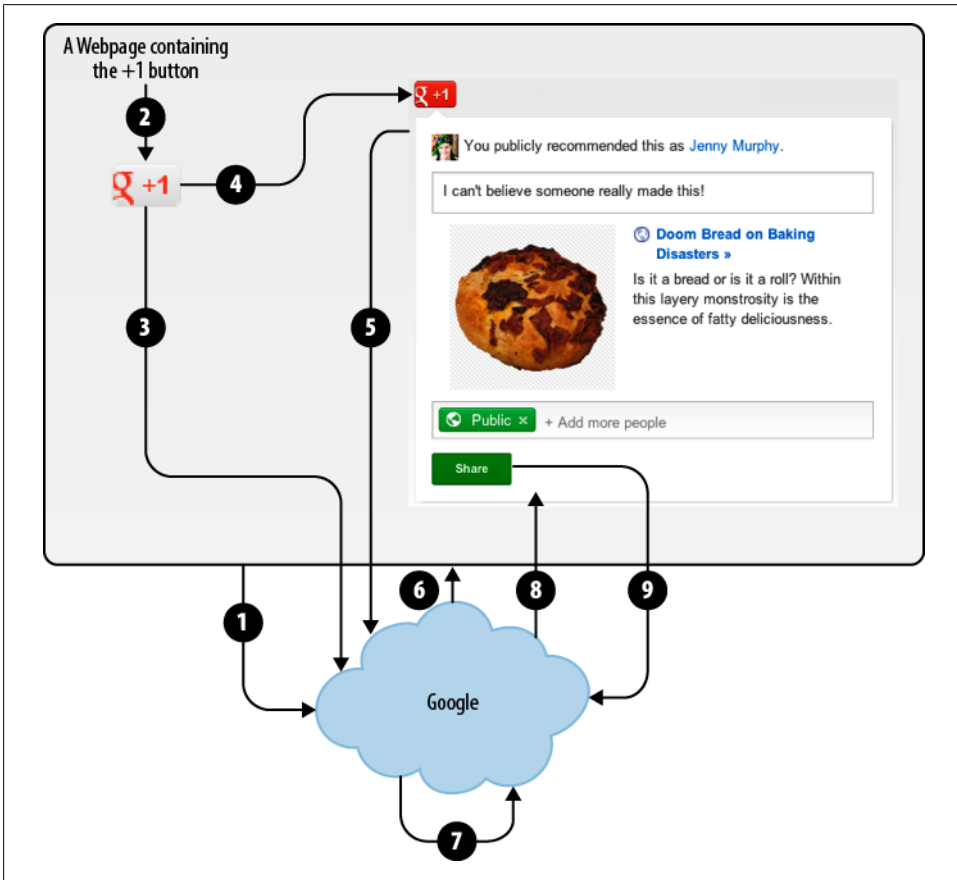 A Webpage containing
the +1 button
2
g +1
4
g +1
You publicly recommended this as Jenny Murphy.
I can't believe someone really made this!
Doom Bread on Baking
Disasters »
Is it a bread or is it a roll? Within
this layery monstrosity is the
essence of fatty deliciousness.
3
5
Public × + Add more people
Share
6
8
9
1
Google
7